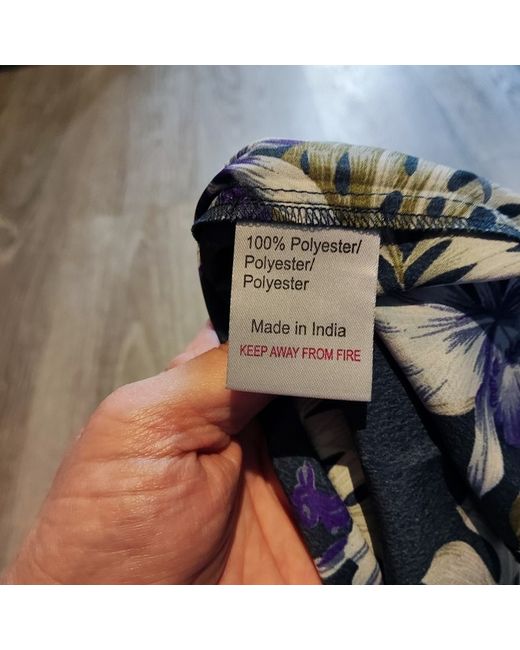 100% Polyester/
Polyester/
Polyester
Made in India
KEEP AWAY FROM FIRE